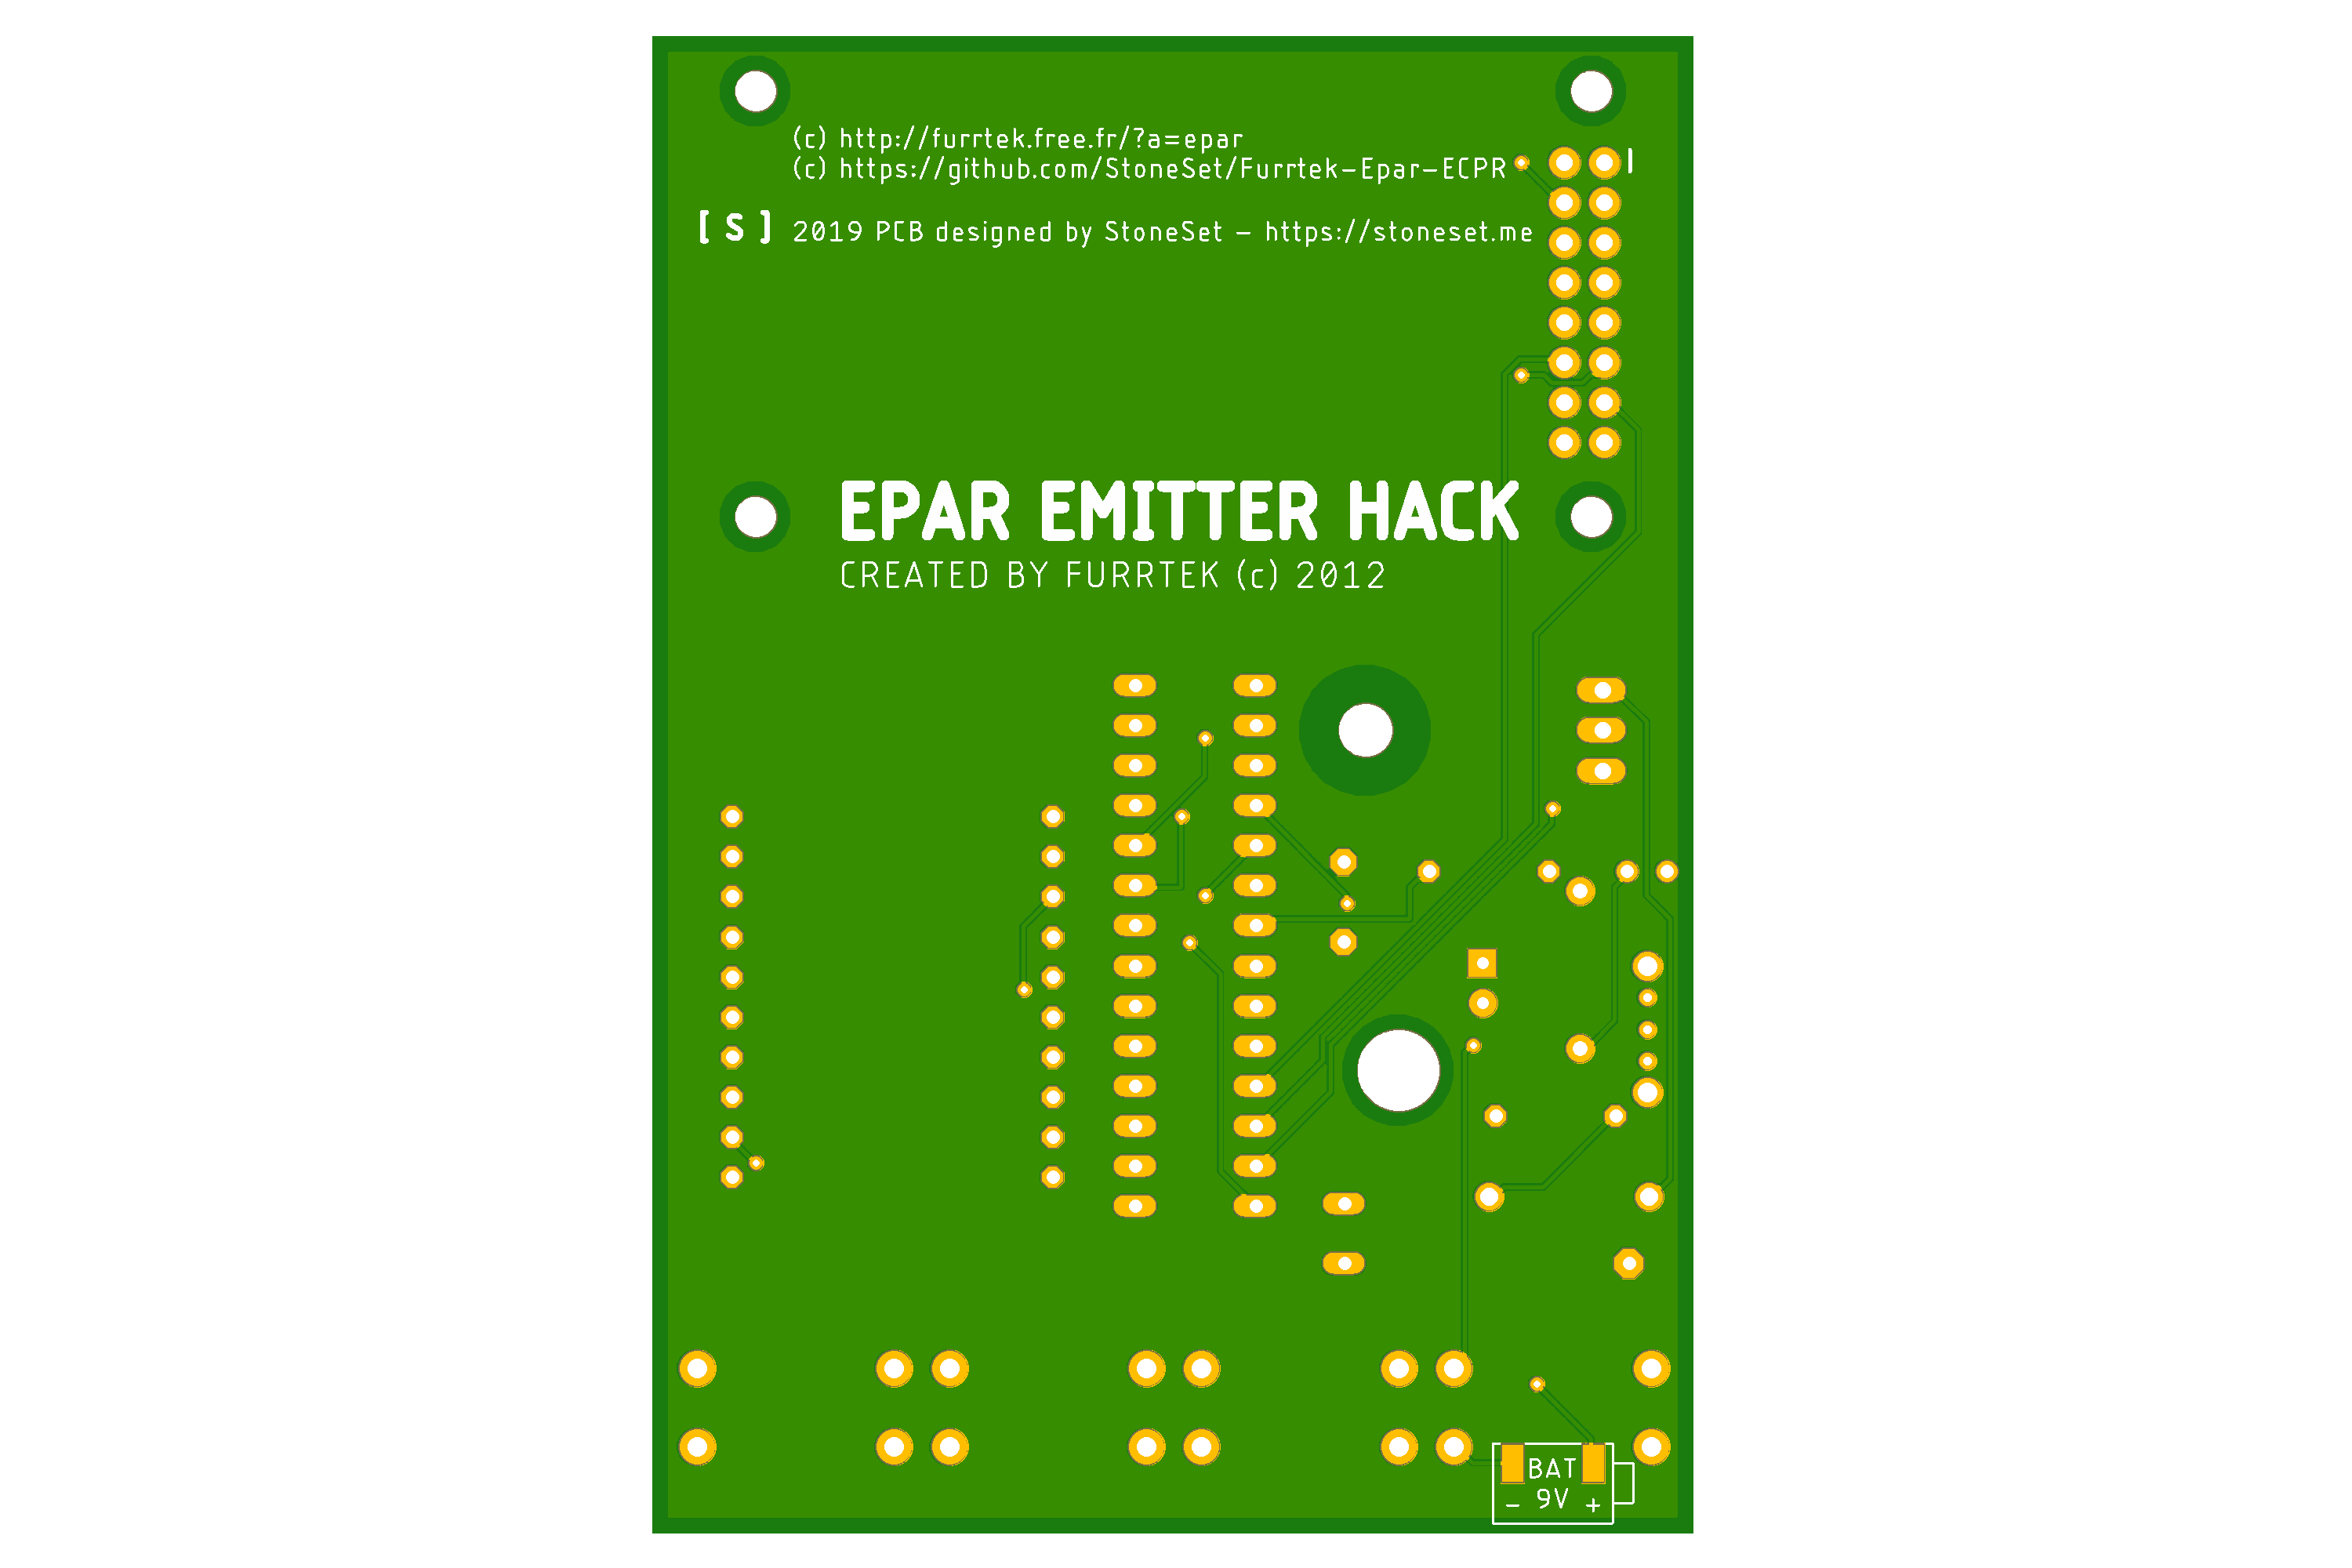 (c) http://furrtek.free.fr/?a=epar
(c) https://github.com/StoneSet/Furrtek-Epar-ECPR
[S] 2019 PCB designed by StoneSet - https://stoneset.me
EPAR EMITTER HACK
CREATED BY FURRTEK (c) 2012
BAT
- 9V +